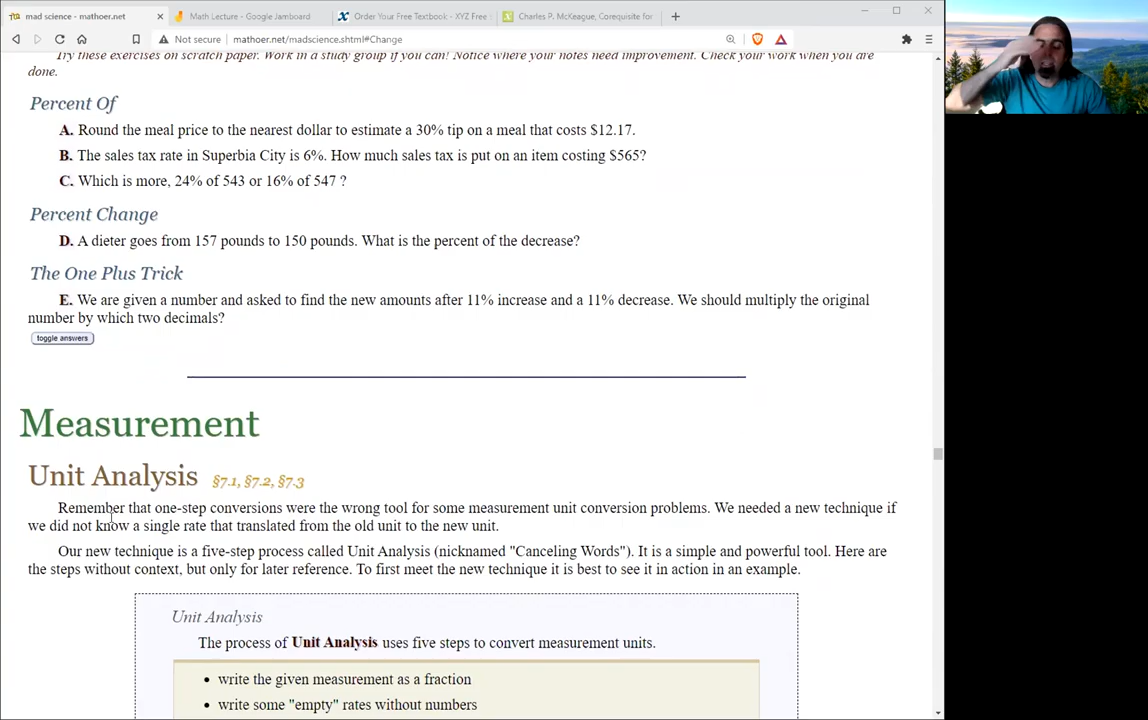 mad science - mathoer.net
Math Lecture - Google Jamboard
Order Your Free Textbook - XYZ Free
Charles P. McKeague, Corequisite for
Not secure mathoer.net/madscience.shtml#Change
Try these exercises on scratch paper. Work in a study group if you can! Notice where your notes need improvement. Check your work when you are
done.
Percent Of
A. Round the meal price to the nearest dollar to estimate a 30% tip on a meal that costs $12.17.
B. The sales tax rate in Superbia City is 6%. How much sales tax is put on an item costing $565?
C. Which is more, 24% of 543 or 16% of 547 ?
Percent Change
D. A dieter goes from 157 pounds to 150 pounds. What is the percent of the decrease?
The One Plus Trick
E. We are given a number and asked to find the new amounts after 11% increase and a 11% decrease. We should multiply the original
number by which two decimals?
toggle answers
Measurement
Unit Analysis §7.1, §7.2, §7.3
Remember that one-step conversions were the wrong tool for some measurement unit conversion problems. We needed a new technique if
we did not know a single rate that translated from the old unit to the new unit.
Our new technique is a five-step process called Unit Analysis (nicknamed "Canceling Words"). It is a simple and powerful tool. Here are
the steps without context, but only for later reference. To first meet the new technique it is best to see it in action in an example.
Unit Analysis
The process of Unit Analysis uses five steps to convert measurement units.
• write the given measurement as a fraction
• write some "empty" rates without numbers